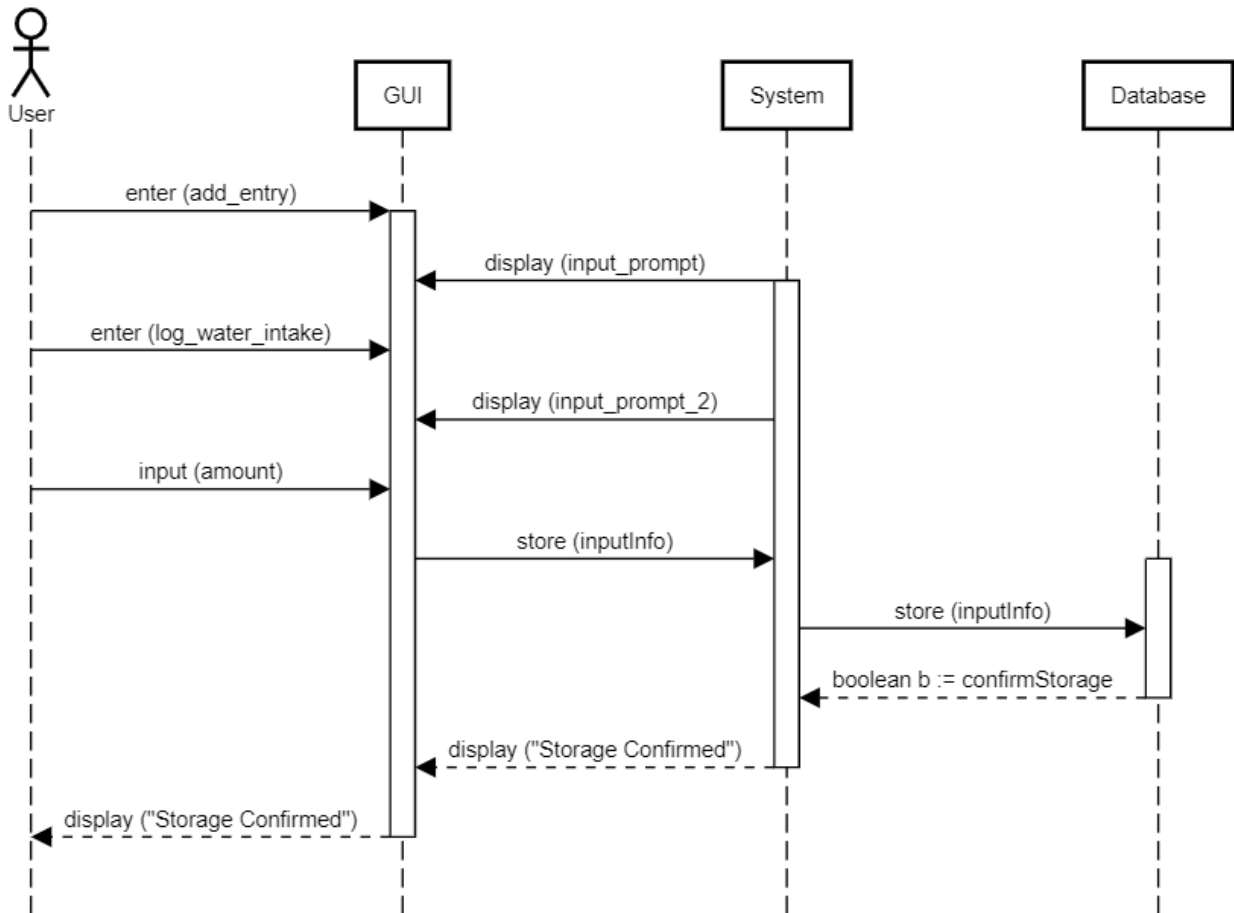 User
GUI
System
Database
enter (add_entry)
display (input_prompt)
enter (log_water_intake)
display (input_prompt_2)
input (amount)
store (inputInfo)
store (inputInfo)
boolean b := confirmStorage
display ("Storage Confirmed")
display ("Storage Confirmed")